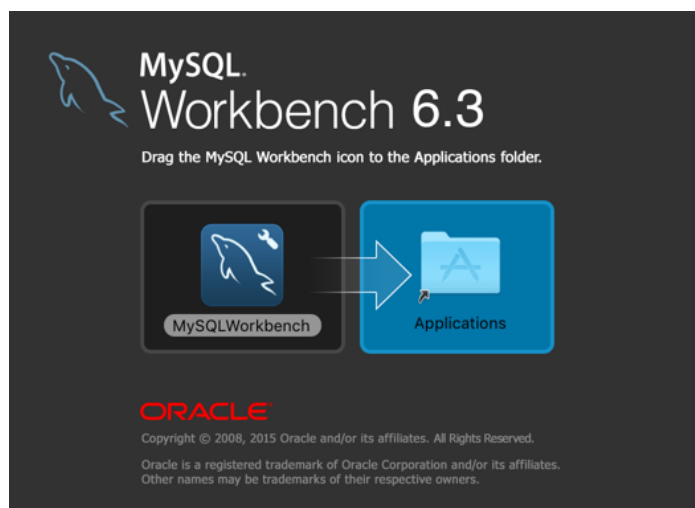 MySQL.
Workbench 6.3
Drag the MySQL Workbench icon to the Applications folder.
MySQLWorkbench
Applications
ORACLE
Copyright © 2008, 2015 Oracle and/or its affiliates. All Rights Reserved.
Oracle is a registered trademark of Oracle Corporation and/or its affiliates.
Other names may be trademarks of their respective owners.